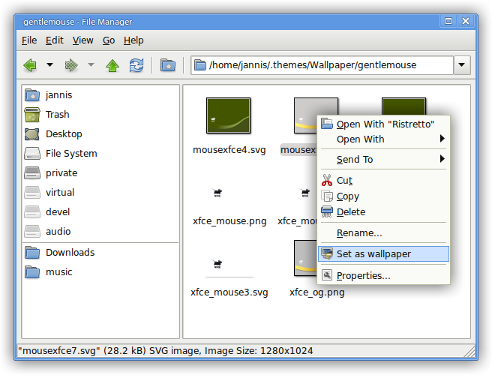 gentlemouse - File Manager
File Edit View Go Help
/home/jannis/.themes/Wallpaper/gentlemouse
jannis
Trash
Desktop
File System
private
virtual
devel
audio
Downloads
music
mousexfce4.svg
xfce_mouse.png
xfce_mouse3.svg
xfce_og.png
Open With "Ristretto"
Open With
Send To
Cut
Copy
Delete
Rename...
Set as wallpaper
Properties...
"mousexfce7.svg" (28.2 kB) SVG image, Image Size: 1280x1024